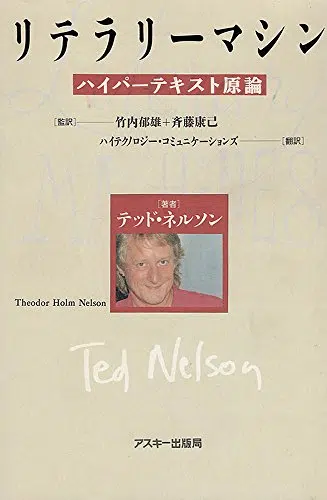 リテラリーマシン
ハイパーテキスト原論
[監訳]――竹内郁雄+斉藤康己
ハイテクノロジー・コミュニケーションズ――[翻訳]
[著者]
テッド・ネルソン
Theodor Holm Nelson
Ted Nelson
アスキー出版局